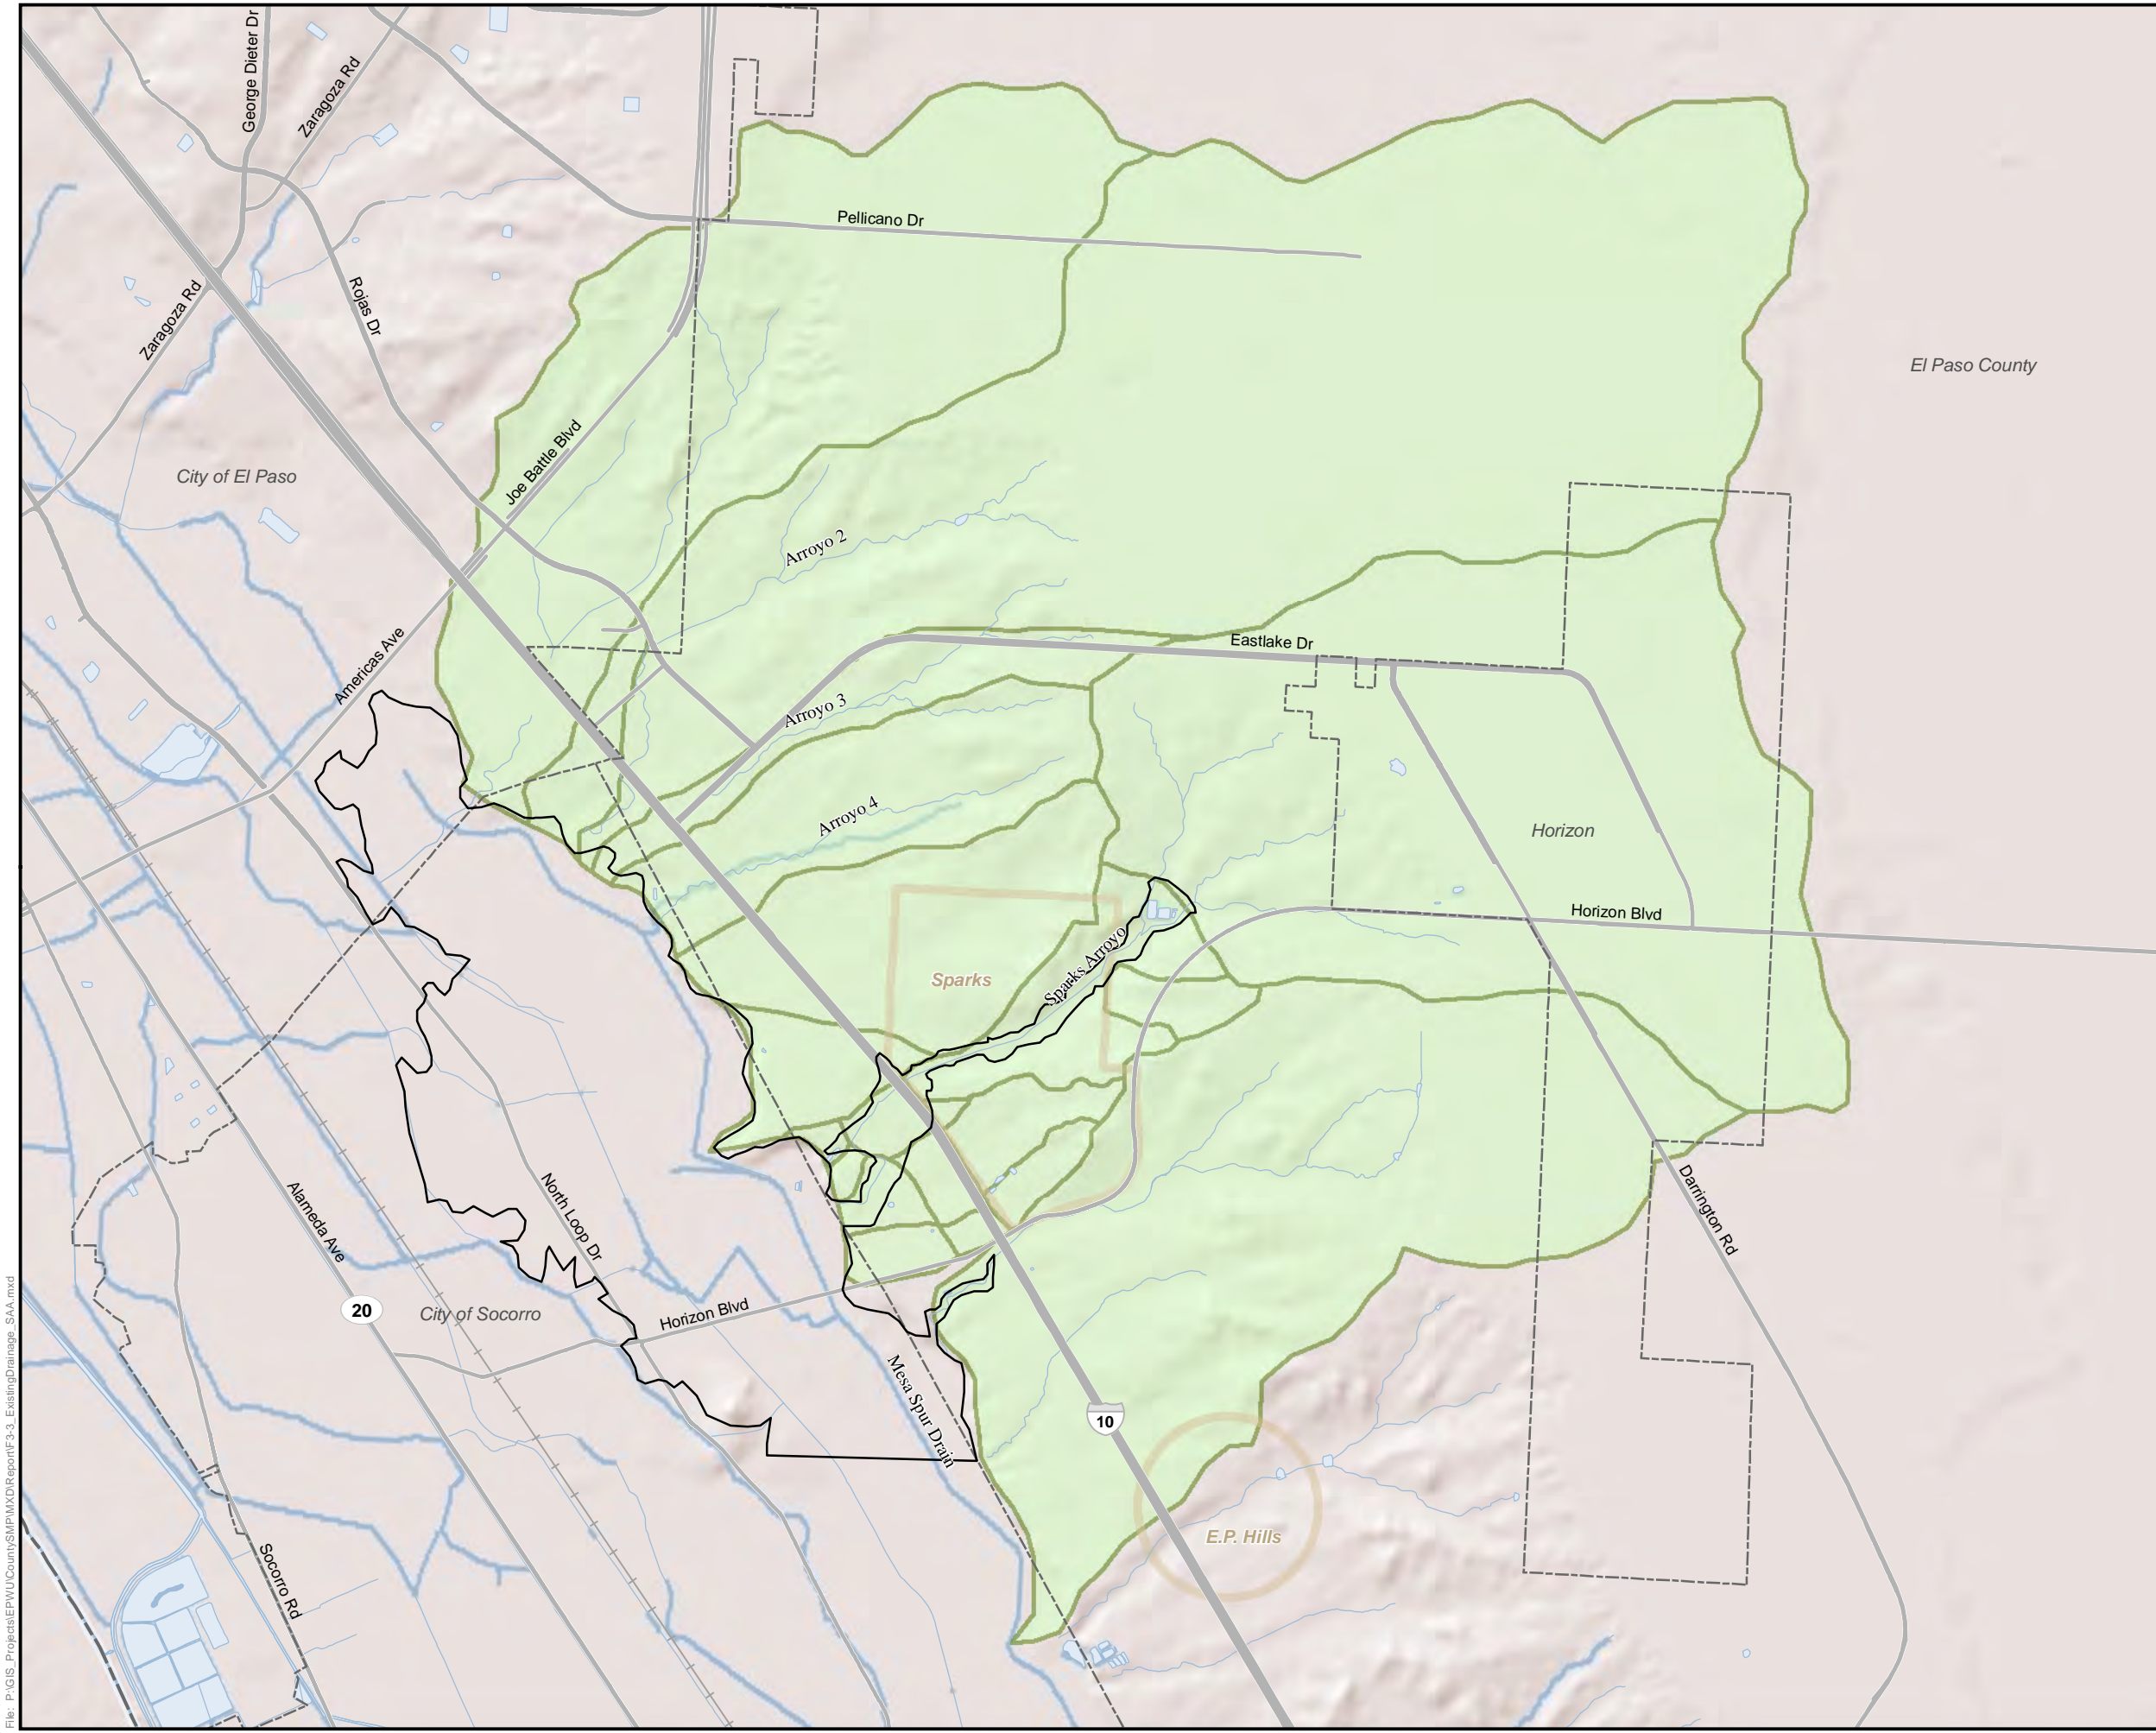 George Dieter Dr
Zaragoza Rd
Pellicano Dr
Zaragoza Rd
Rojas Dr
El Paso County
Joe Battle Blvd
City of El Paso
Arroyo 2
Americas Ave
Eastlake Dr
Arroyo 3
Arroyo 4
Horizon
Horizon Blvd
Sparks Arroyo
Sparks
Darrington Rd
North Loop Dr
Alameda Ave
20
City of Socorro
Horizon Blvd
Mesa Spur Drain
10
E.P. Hills
Socorro Rd
File: P:\GIS_Projects\EPWU\CountySMP\MXD\Report\F3-3_ExistingDrainage_SAA.mxd